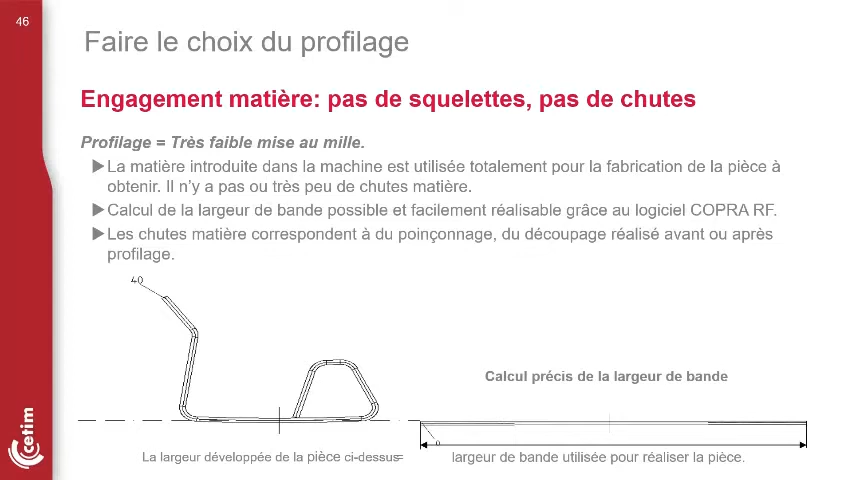 46
Faire le choix du profilage
Engagement matière: pas de squelettes, pas de chutes
Profilage = Très faible mise au mille.
La matière introduite dans la machine est utilisée totalement pour la fabrication de la pièce à
obtenir. Il n'y a pas ou très peu de chutes matière.
Calcul de la largeur de bande possible et facilement réalisable grâce au logiciel COPRA RF.
Les chutes matière correspondent à du poinçonnage, du découpage réalisé avant ou après
profilage.
40
Calcul précis de la largeur de bande
0
La largeur développée de la pièce ci-dessus= largeur de bande utilisée pour réaliser la pièce.
cetim